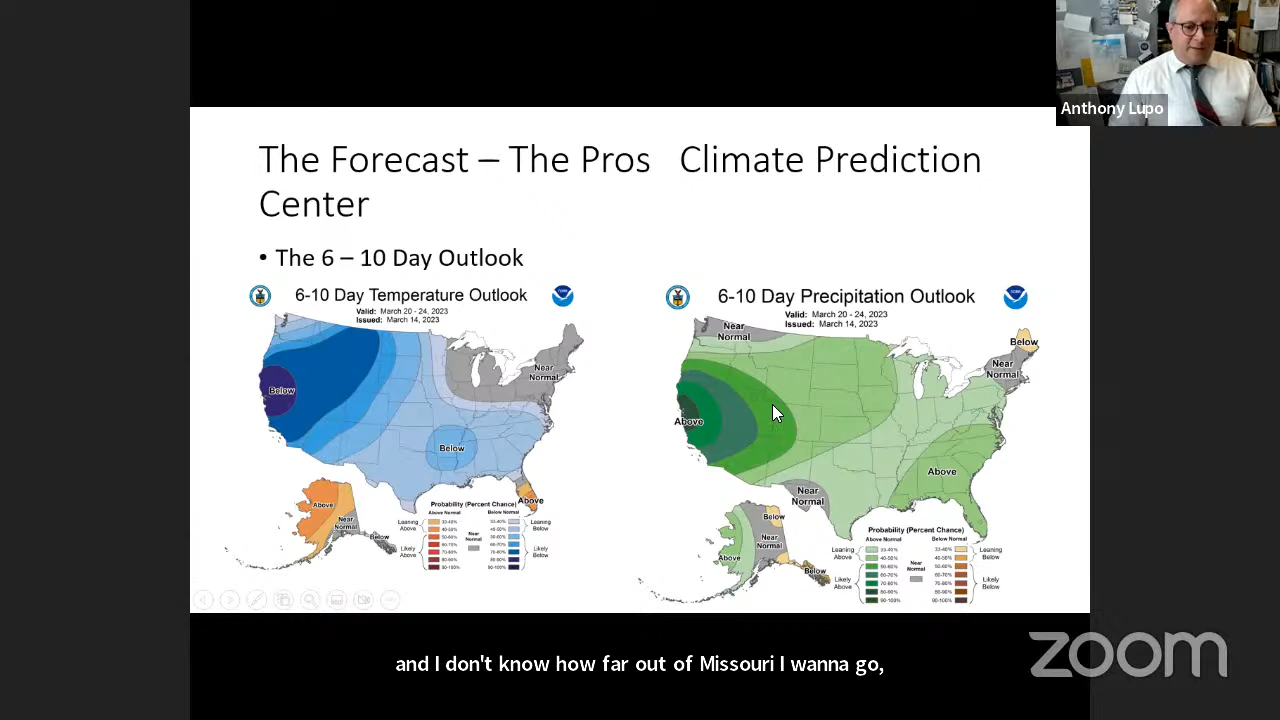 Anthony Lupo
The Forecast – The Pros Climate Prediction
Center
• The 6 – 10 Day Outlook
6-10 Day Temperature Outlook
Valid: March 20 - 24, 2023
Issued: March 14, 2023
Below
Near
Normal
Below
Above
Above
Near
Normal
Below
Probability (Percent Chance)
Above Normal
Below Normal
Leaning
Above
Likely
Above
Near
Normal
Leaning
Below
Likely
Below
33-40%
40-50%
50-60%
60-70%
70-80%
80-90%
90-100%
33-40%
40-50%
50-60%
60-70%
70-80%
80-90%
90-100%
6-10 Day Precipitation Outlook
Valid: March 20 - 24, 2023
Issued: March 14, 2023
Near
Normal
Below
Near
Normal
Above
Above
Near
Normal
Below
Near
Normal
Above
Below
Probability (Percent Chance)
Above Normal
Below Normal
Leaning
Above
Likely
Above
Near
Normal
Leaning
Below
Likely
Below
33-40%
40-50%
50-60%
60-70%
70-80%
80-90%
90-100%
33-40%
40-50%
50-60%
60-70%
70-80%
80-90%
90-100%
and I don't know how far out of Missouri I wanna go,
zoom